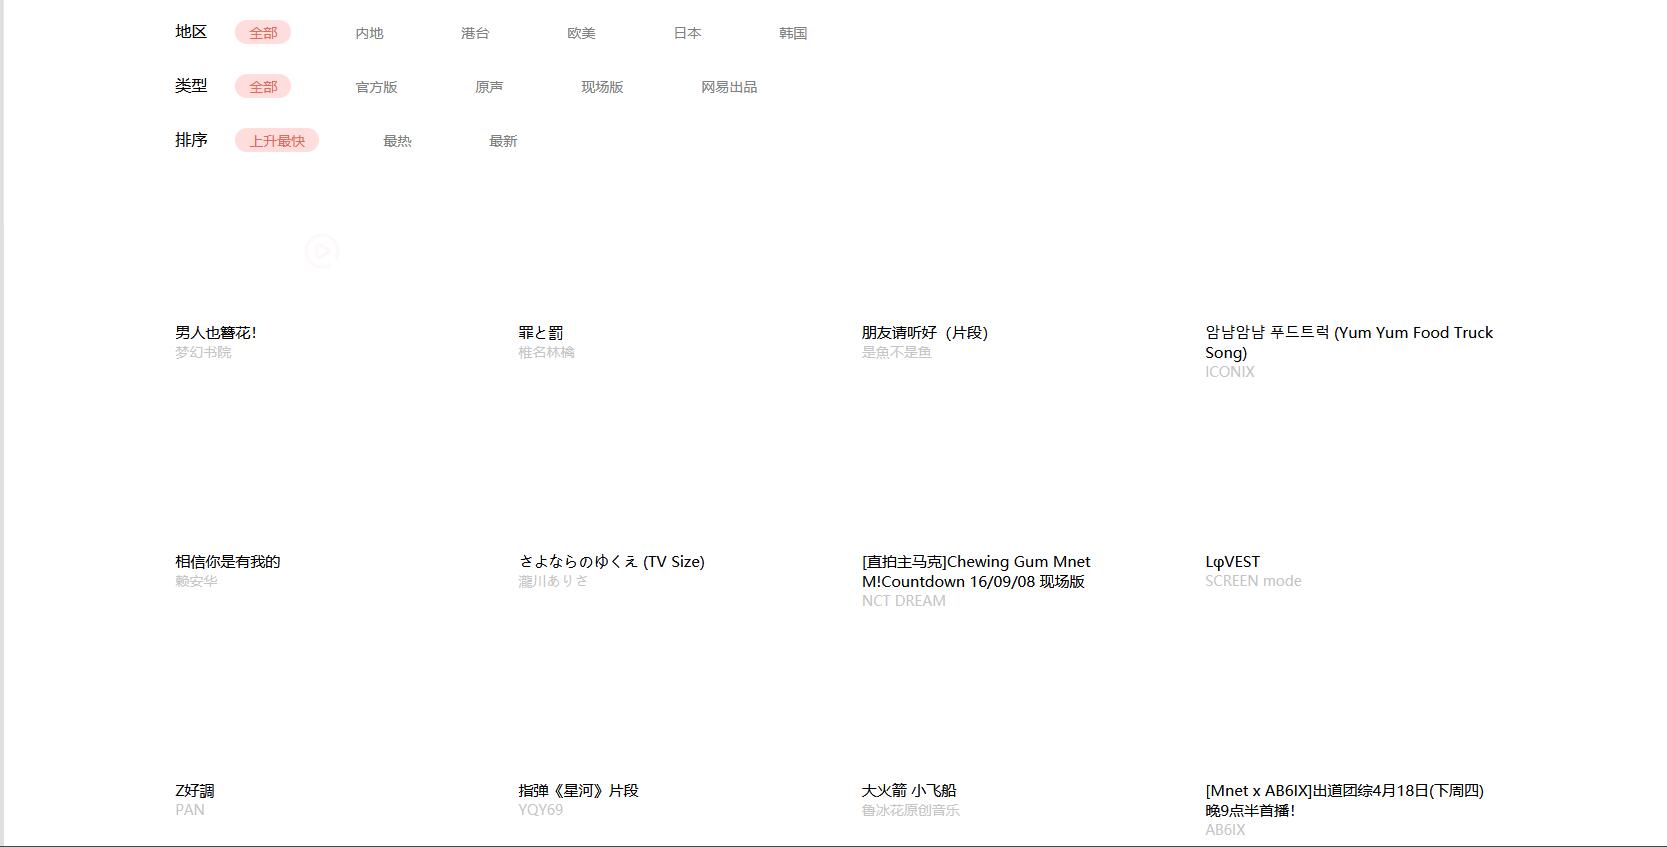 地区 全部 内地 港台 欧美 日本 韩国
类型 全部 官方版 原声 现场版 网易出品
排序 上升最快 最热 最新
男人也簪花！
梦幻书院
罪と罰
椎名林檎
朋友请听好（片段）
是魚不是鱼
얌냠얌냠 푸드트럭 (Yum Yum Food Truck
Song)
ICONIX
相信你是有我的
赖安华
さよならのゆくえ (TV Size)
瀧川ありさ
[直拍主马克]Chewing Gum Mnet
M!Countdown 16/09/08 现场版
NCT DREAM
LφVEST
SCREEN mode
Z好調
PAN
指弹《星河》片段
YQY69
大火箭 小飞船
鲁冰花原创音乐
[Mnet x AB6IX]出道团综4月18日(下周四)
晚9点半首播！
AB6IX